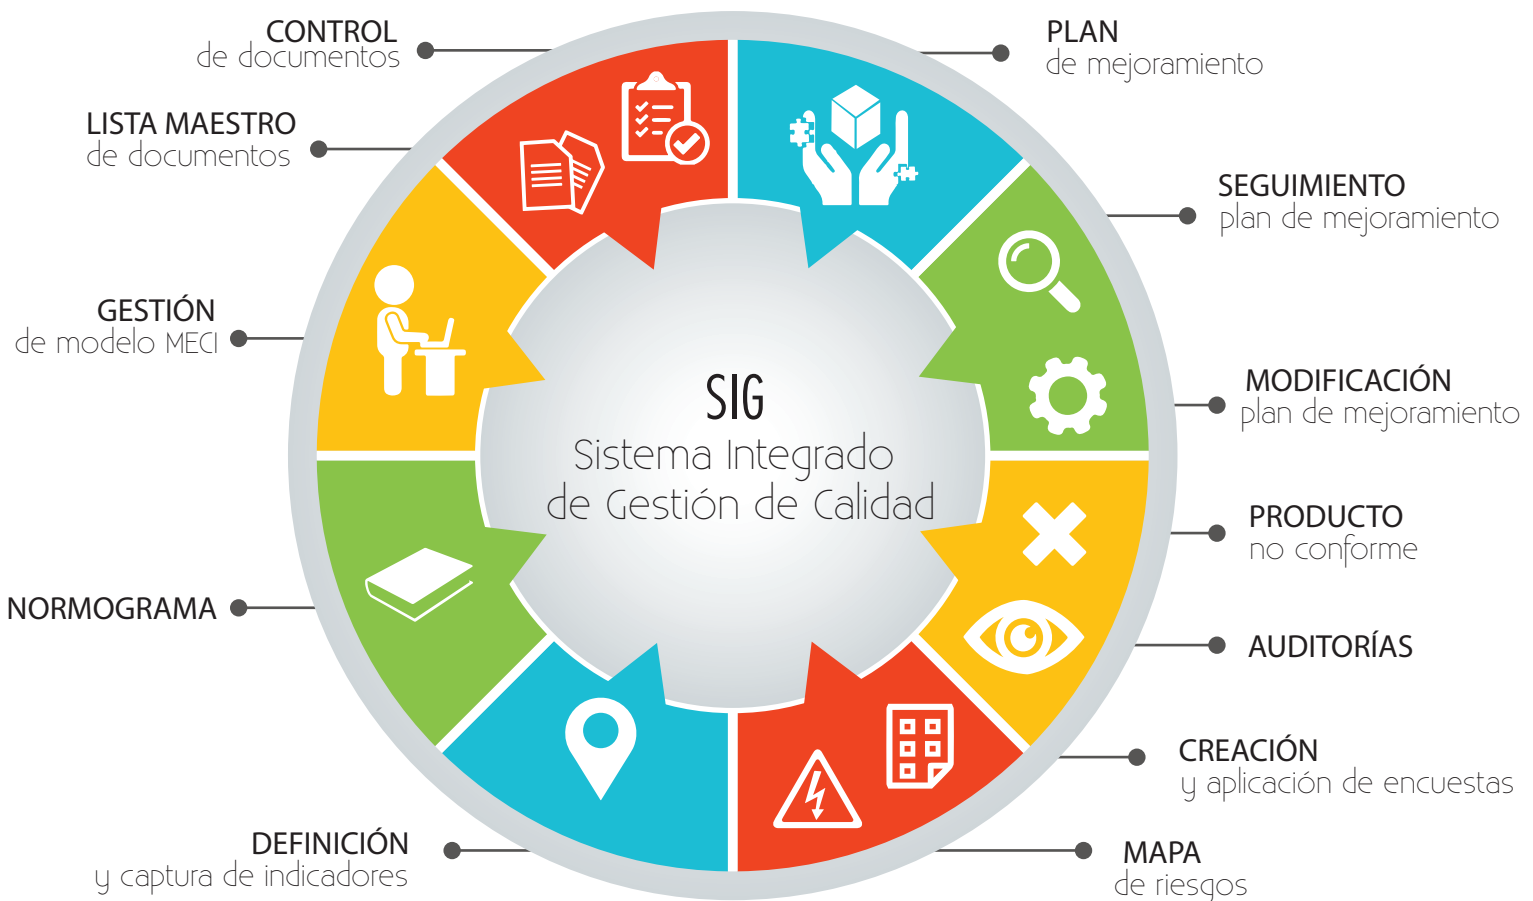 CONTROL
de documentos
PLAN
de mejoramiento
LISTA MAESTRO
de documentos
SEGUIMIENTO
plan de mejoramiento
GESTIÓN
de modelo MECI
MODIFICACIÓN
plan de mejoramiento
SIG
Sistema Integrado
de Gestión de Calidad
PRODUCTO
no conforme
NORMOGRAMA
AUDITORÍAS
CREACIÓN
y aplicación de encuestas
DEFINICIÓN
y captura de indicadores
MAPA
de riesgos